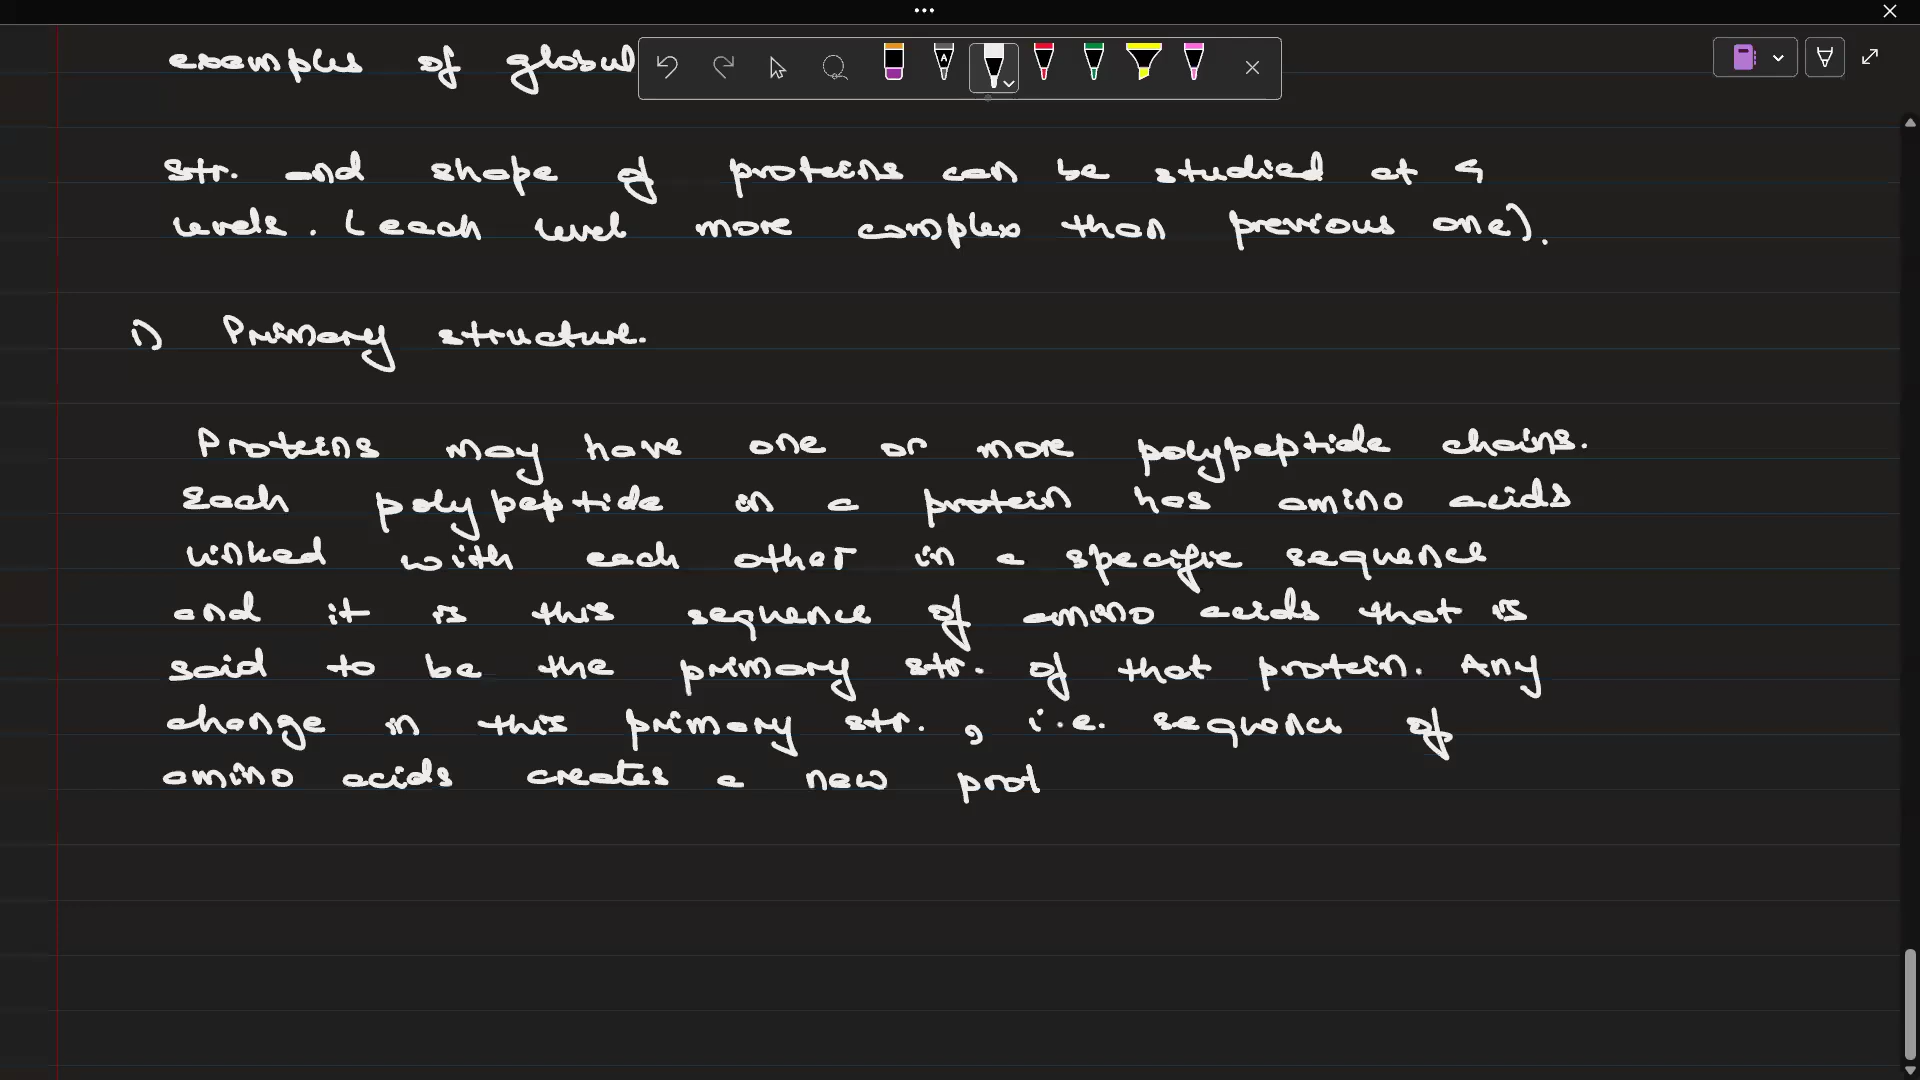 examples of globul
str. and shape of proteins can be studied at 4
levels. (each level more complex than previous one).
i) Primary structure.
Proteins may have one or more polypeptide chains.
Each polypeptide in a protein has amino acids
linked with each other in a specific sequence
and it is this sequence of amino acids that is
said to be the primary str. of that protein. Any
change in this primary str., i.e. sequence of
amino acids creates a new prot